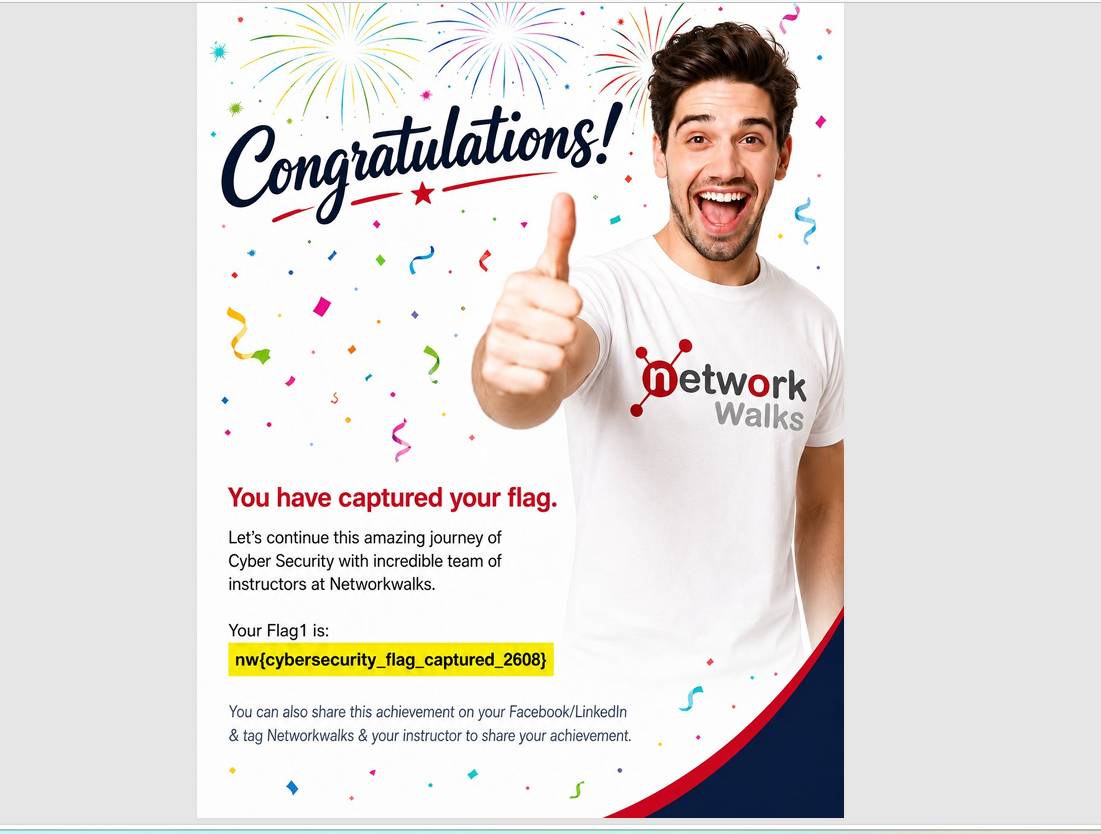 Congratulations!
network
Walks
You have captured your flag.
Let's continue this amazing journey of
Cyber Security with incredible team of
instructors at Networkwalks.
Your Flag1 is:
nw{cybersecurity_flag_captured_2608}
You can also share this achievement on your Facebook/LinkedIn
& tag Networkwalks & your instructor to share your achievement.